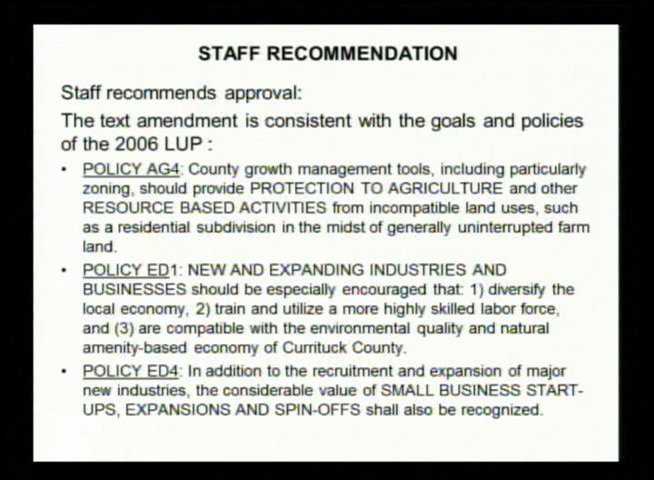 STAFF RECOMMENDATION
Staff recommends approval:
The text amendment is consistent with the goals and policies
of the 2006 LUP :
• POLICY AG4: County growth management tools, including particularly
zoning, should provide PROTECTION TO AGRICULTURE and other
RESOURCE BASED ACTIVITIES from incompatible land uses, such
as a residential subdivision in the midst of generally uninterrupted farm
land.
• POLICY ED1: NEW AND EXPANDING INDUSTRIES AND
BUSINESSES should be especially encouraged that: 1) diversify the
local economy, 2) train and utilize a more highly skilled labor force,
and (3) are compatible with the environmental quality and natural
amenity-based economy of Currituck County.
• POLICY ED4: In addition to the recruitment and expansion of major
new industries, the considerable value of SMALL BUSINESS START-
UPS, EXPANSIONS AND SPIN-OFFS shall also be recognized.